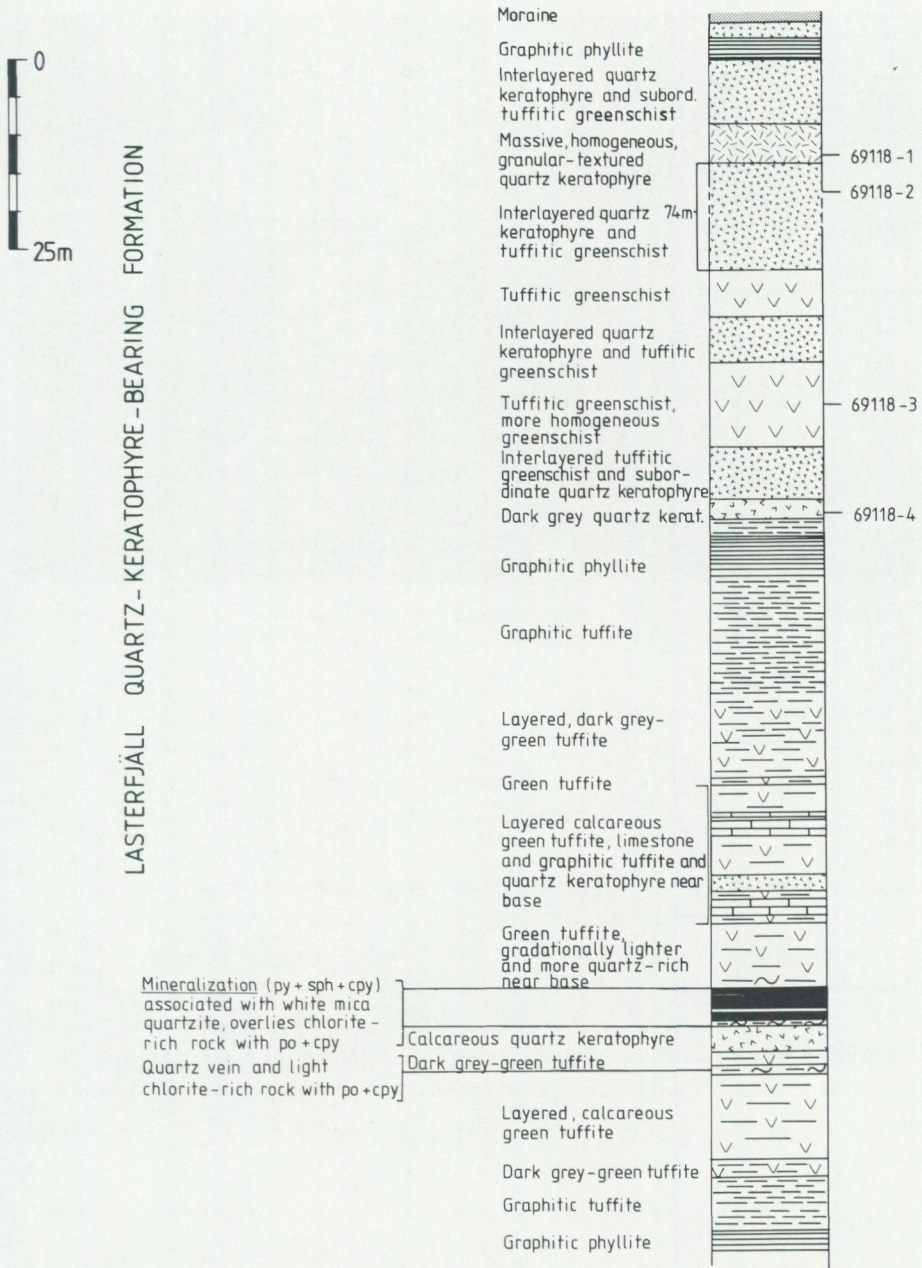 Moraine
Graphitic phyllite
0
Interlayered quartz
keratophyre and subord.
tuffitic greenschist
Massive, homogeneous,
granular-textured
quartz keratophyre
69118-1
69118-2
Interlayered quartz 74m
keratophyre and
tuffitic greenschist
25m
LASTERFJÄLL QUARTZ-KERATOPHYRE-BEARING FORMATION
Tuffitic greenschist
Interlayered quartz
keratophyre and tuffitic
greenschist
Tuffitic greenschist,
more homogeneous
greenschist
69118-3
Interlayered tuffitic
greenschist and subor-
dinate quartz keratophyre
Dark grey quartz kerat.
69118-4
Graphitic phyllite
Graphitic tuffite
Layered, dark grey-
green tuffite
Green tuffite
Layered calcareous
green tuffite, limestone
and graphitic tuffite and
quartz keratophyre near
base
Green tuffite,
gradationally lighter
and more quartz-rich
near base
Mineralization (py + sph + cpy)
associated with white mica
quartzite, overlies chlorite-
rich rock with po + cpy
Calcareous quartz keratophyre
Quartz vein and light
chlorite-rich rock with po+cpy
Dark grey-green tuffite
Layered, calcareous
green tuffite
Dark grey-green tuffite
Graphitic tuffite
Graphitic phyllite